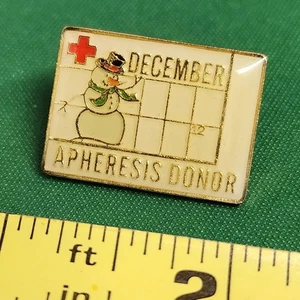 DECEMBER
12
APHERESIS DONOR
ft
in
2